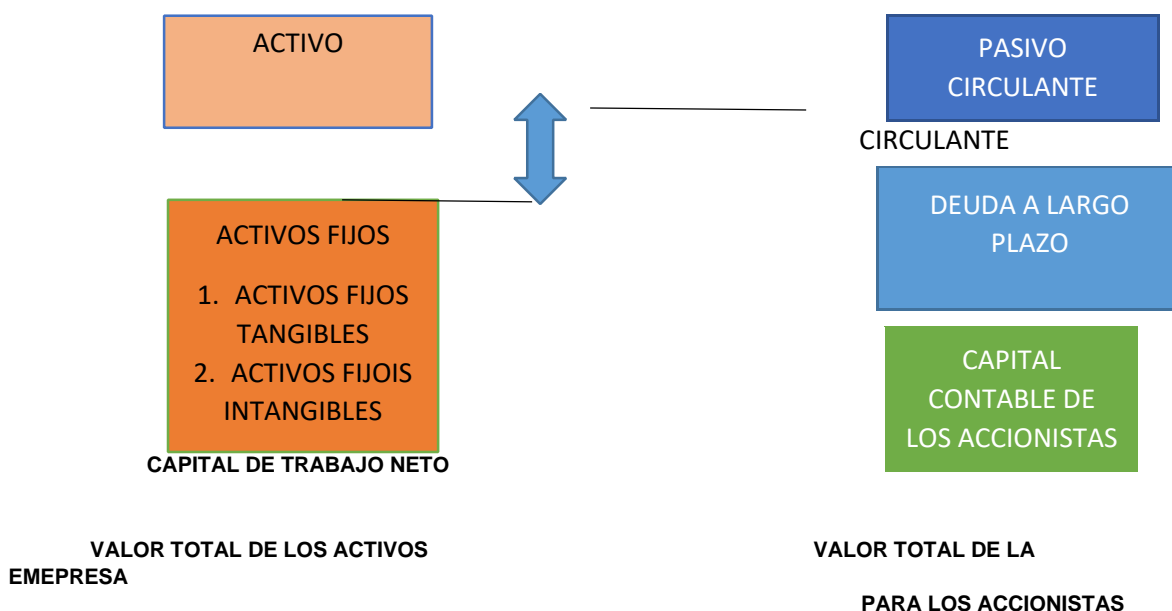 ACTIVO
PASIVO
CIRCULANTE
CIRCULANTE
ACTIVOS FIJOS
1. ACTIVOS FIJOS
TANGIBLES
2. ACTIVOS FIJOIS
INTANGIBLES
DEUDA A LARGO
PLAZO
CAPITAL
CONTABLE DE
LOS ACCIONISTAS
CAPITAL DE TRABAJO NETO
VALOR TOTAL DE LOS ACTIVOS VALOR TOTAL DE LA
EMEPRESA
PARA LOS ACCIONISTAS